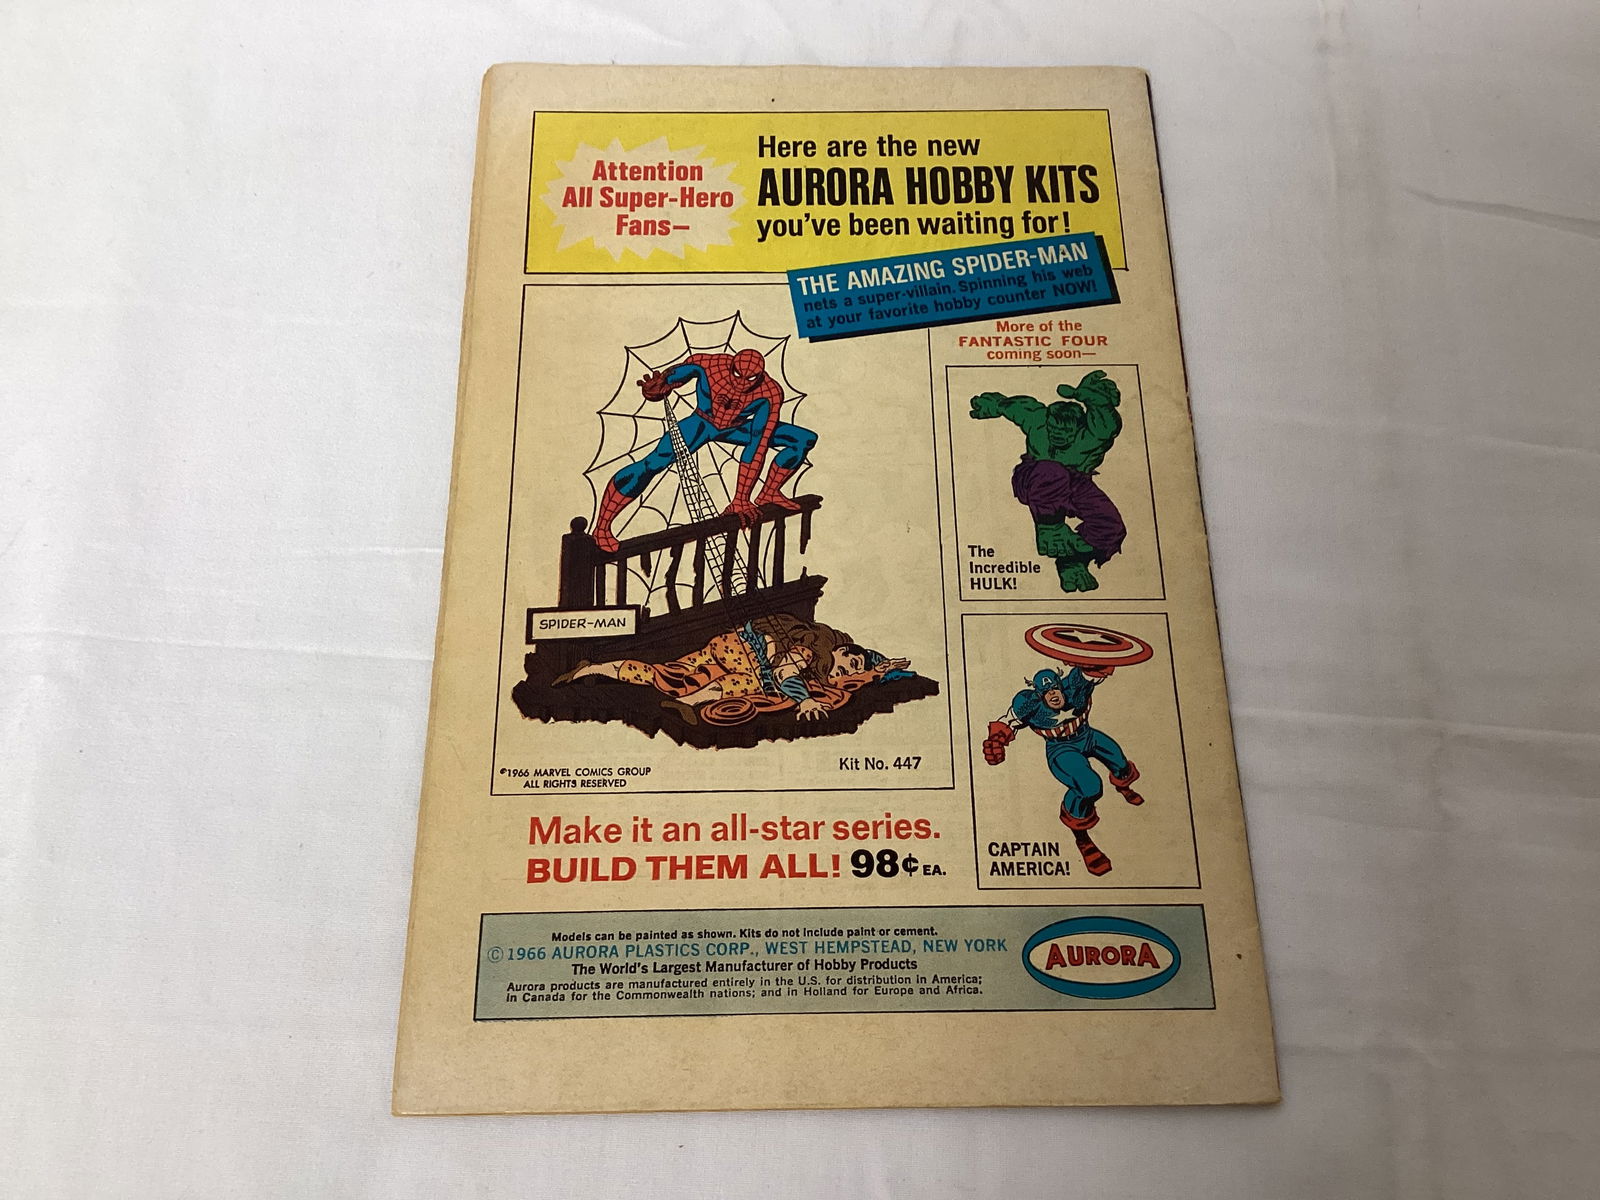 Attention
All Super-Hero
Fans—
Here are the new
AURORA HOBBY KITS
you've been waiting for!
THE AMAZING SPIDER-MAN
nets a super-villain. Spinning his web
at your favorite hobby counter NOW!
More of the
FANTASTIC FOUR
coming soon—
The
Incredible
HULK!
SPIDER-MAN
Kit No. 447
©1966 MARVEL COMICS GROUP
ALL RIGHTS RESERVED
A
CAPTAIN
AMERICA!
Make it an all-star series.
BUILD THEM ALL! 98¢ EA.
Models can be painted as shown. Kits do not include paint or cement.
©1966 AURORA PLASTICS CORP., WEST HEMPSTEAD, NEW YORK
The World's Largest Manufacturer of Hobby Products
Aurora products are manufactured entirely in the U.S. for distribution in America;
in Canada for the Commonwealth nations; and in Holland for Europe and Africa.
AURORA